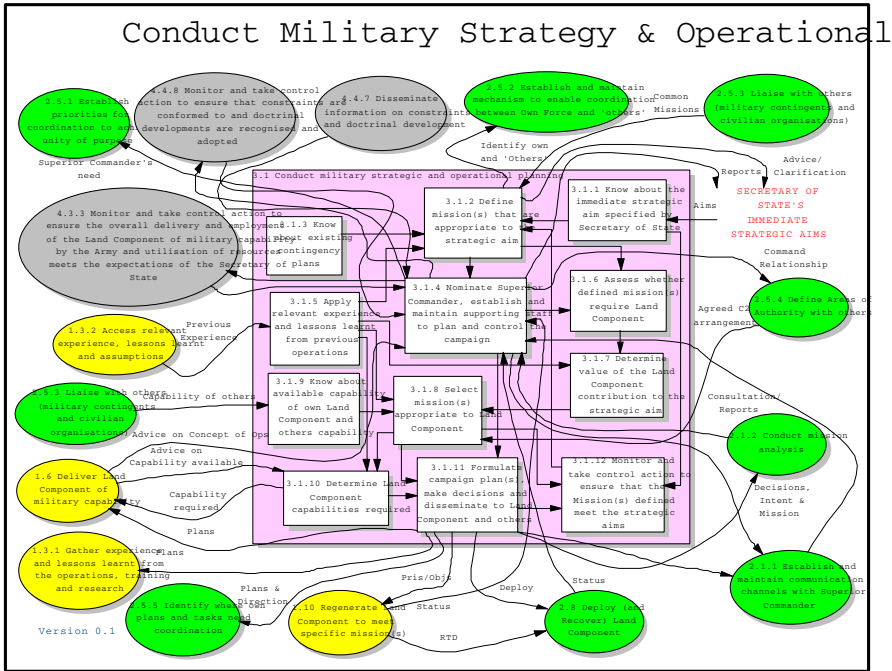 Conduct Military Strategy & Operational
2.5.1 Establish
priorities for
coordination to ach
unity of purpose
4.4.8 Monitor and take control
action to ensure that constraints are
conformed to and doctrinal
developments are recognised and
adopted
4.4.7 Disseminate
information on constraints
and doctrinal development
2.5.2 Establish and maintain
mechanism to enable coordination
between Own Force and 'others'
Common
Missions
2.5.3 Liaise with others
(military contingents and
civilian organisations)
Superior Commander's
need
Identify own
and 'Others'
Reports
Advice/
Clarification
3.1 Conduct military strategic and operational planning
SECRETARY OF
STATE'S
IMMEDIATE
STRATEGIC AIMS
Aims
3.1.2 Define
mission(s) that are
appropriate to the
strategic aim
3.1.1 Know about the
immediate strategic
aim specified by
Secretary of State
4.3.3 Monitor and take control action to
ensure the overall delivery and employment
of the Land Component of military capability
by the Army and utilisation of resources
meets the expectations of the Secretary of
State
3.1.3 Know
about existing
contingency
plans
Command
Relationship
3.1.4 Nominate Superior
Commander, establish and
maintain supporting staff
to plan and control the
campaign
3.1.6 Assess whether
defined mission(s)
require Land
Component
2.5.4 Define Areas of
Authority with others
3.1.5 Apply
relevant experience
and lessons learnt
from previous
operations
Agreed C2
arrangement
1.3.2 Access relevant
experience, lessons learnt
and assumptions
Previous
Experience
3.1.7 Determine
value of the Land
Component
contribution to the
strategic aim
2.5.3 Liaise with others
(military contingents
and civilian
organisations)
Capability of others
3.1.9 Know about
available capability
of own Land
Component and
others capability
3.1.8 Select
mission(s)
appropriate to Land
Component
Consultation/
Reports
Advice on Concept of Ops
Advice on
Capability available
2.1.2 Conduct mission
analysis
1.6 Deliver Land
Component of
military capability
Capability
required
3.1.10 Determine Land
Component
capabilities required
3.1.11 Formulate
campaign plan(s),
make decisions and
disseminate to Land
Component and others
3.1.12 Monitor and
take control action to
ensure that the
Mission(s) defined
meet the strategic
aims
Decisions,
Intent &
Mission
Plans
1.3.1 Gather experience
and lessons learnt from
the operations, training
and research
Plans
2.1.1 Establish and
maintain communication
channels with Superior
Commander
Plans &
Direction
Pris/Objs
Deploy
Status
2.5.5 Identify where own
plans and tasks need
coordination
1.10 Regenerate Land
Component to meet
specific mission(s)
Status
RTD
2.8 Deploy (and
Recover) Land
Component
Version 0.1